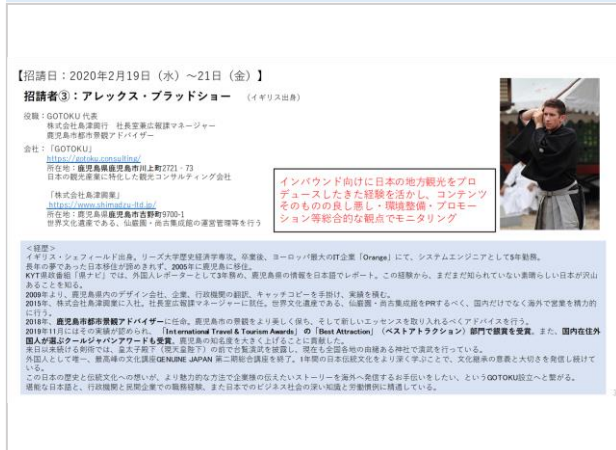 【招請日：2020年2月19日（水）～21日（金）】
招請者③：アレックス・ブラッドショー　（イギリス出身）
役職：GOTOKU 代表
株式会社島津興行　社長室兼広報課マネージャー
鹿児島市都市景観アドバイザー
会社：「GOTOKU」
https://gotoku.consulting/
所在地：鹿児島県鹿児島市川上町2721‐73
日本の観光産業に特化した観光コンサルティング会社
「株式会社島津興業」
https://www.shimadzu-ltd.jp/
所在地：鹿児島県鹿児島市吉野町9700-1
世界文化遺産である、仙巌園・尚古集成館の運営管理等を行う
インバウンド向けに日本の地方観光をプロ
デュースしたきた経験を活かし、コンテンツ
そのものの良し悪し・環境整備・プロモー
ション等総合的な観点でモニタリング
＜経歴＞
イギリス・シェフィールド出身。リーズ大学歴史経済学専攻。卒業後、ヨーロッパ最大のIT企業「Orange」にて、システムエンジニアとして5年勤務。
長年の夢であった日本移住が諦めきれず、2005年に鹿児島に移住。
KYT県政番組「県ナビ」では、外国人レポーターとして3年務め、鹿児島県の情報を日本語でレポート。この経験から、まだまだ知られていない素晴らしい日本が沢山
あることを知る。
2009年より、鹿児島県内のデザイン会社、企業、行政機関の翻訳、キャッチコピーを手掛け、実績を積む。
2015年、株式会社島津興業に入社。社長室兼広報課マネージャーに就任。世界文化遺産である、仙巌園・尚古集成館をPRするべく、国内だけでなく海外で営業を積極的
に行う。
2018年、鹿児島市都市景観アドバイザーに任命。鹿児島市の景観をより美しく保ち、そして新しいエッセンスを取り入れるべくアドバイスを行う。
2019年11月にはその実績が認められ、「International Travel & Tourism Awards」の「Best Attraction」（ベストアトラクション）部門で銀賞を受賞、また、国内在住外
国人が選ぶクールジャパンアワードも受賞。鹿児島の知名度を大きく上げることに貢献した。
来日以来続ける剣術では、皇太子殿下（現天皇陛下）の前で台覧演武を披露し、現在も全国各地の由緒ある神社で演武を行っている。
外国人として唯一、最高峰の文化講座GENUINE JAPAN 第二期総合講座を終了。1年間の日本伝統文化をより深く学ぶことで、文化継承の意義と大切さを発信し続けて
いる。
この日本の歴史と伝統文化への想いが、より魅力的な方法で企業様の伝えたいストーリーを海外へ発信するお手伝いをしたい、というGOTOKU設立へと繋がる。
堪能な日本語と、行政機関と民間企業での職務経験、また日本でのビジネス社会の深い知識と労働慣例に精通している。